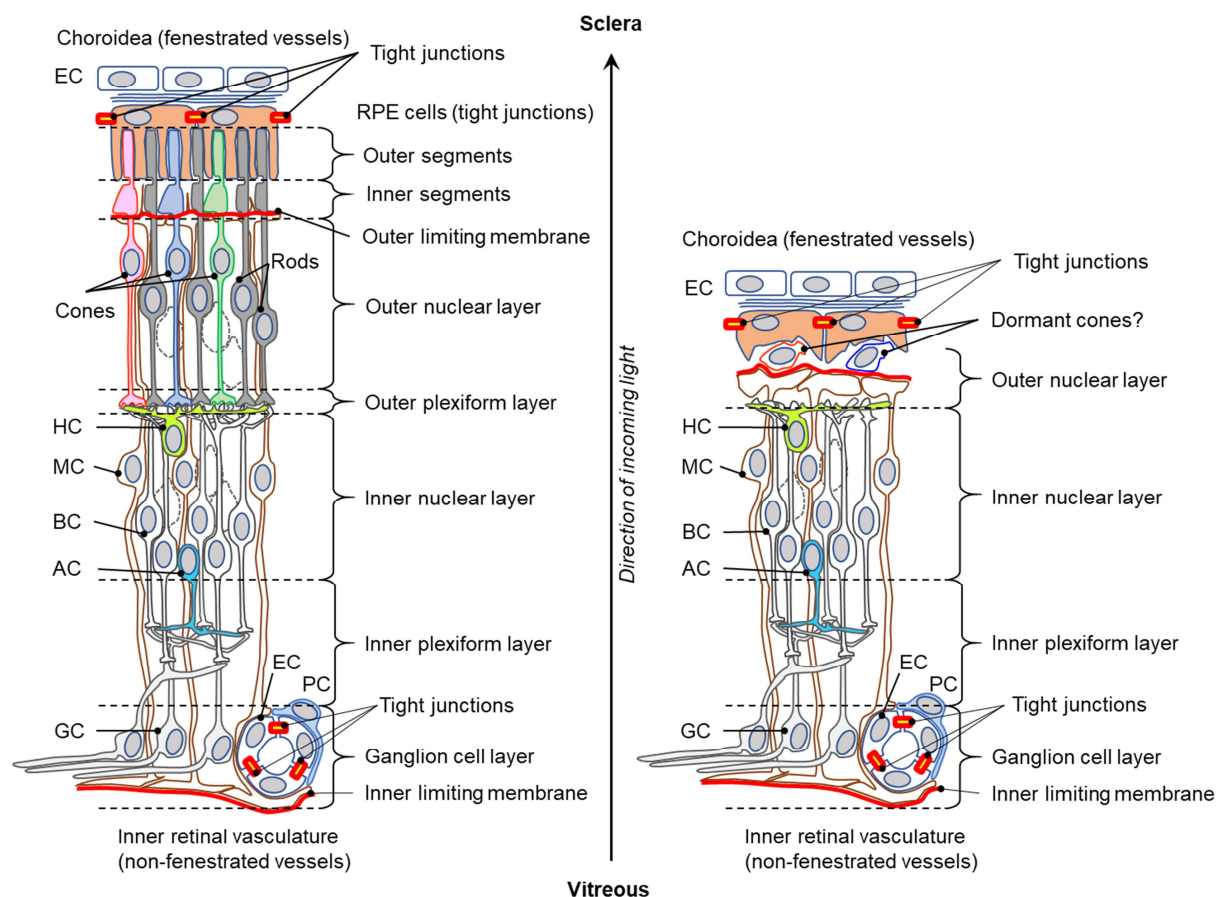 Sclera
Choroidea (fenestrated vessels)
Tight junctions
EC
RPE cells (tight junctions)
Outer segments
Inner segments
Outer limiting membrane
Rods
Cones
Outer nuclear layer
Outer plexiform layer
HC
MC
Inner nuclear layer
BC
AC
Inner plexiform layer
EC
PC
Tight junctions
GC
Ganglion cell layer
Inner limiting membrane
Inner retinal vasculature
(non-fenestrated vessels)
Direction of incoming light
Vitreous
Choroidea (fenestrated vessels)
Tight junctions
EC
Dormant cones?
Outer nuclear layer
HC
MC
Inner nuclear layer
BC
AC
Inner plexiform layer
EC
PC
Tight junctions
GC
Ganglion cell layer
Inner limiting membrane
Inner retinal vasculature
(non-fenestrated vessels)